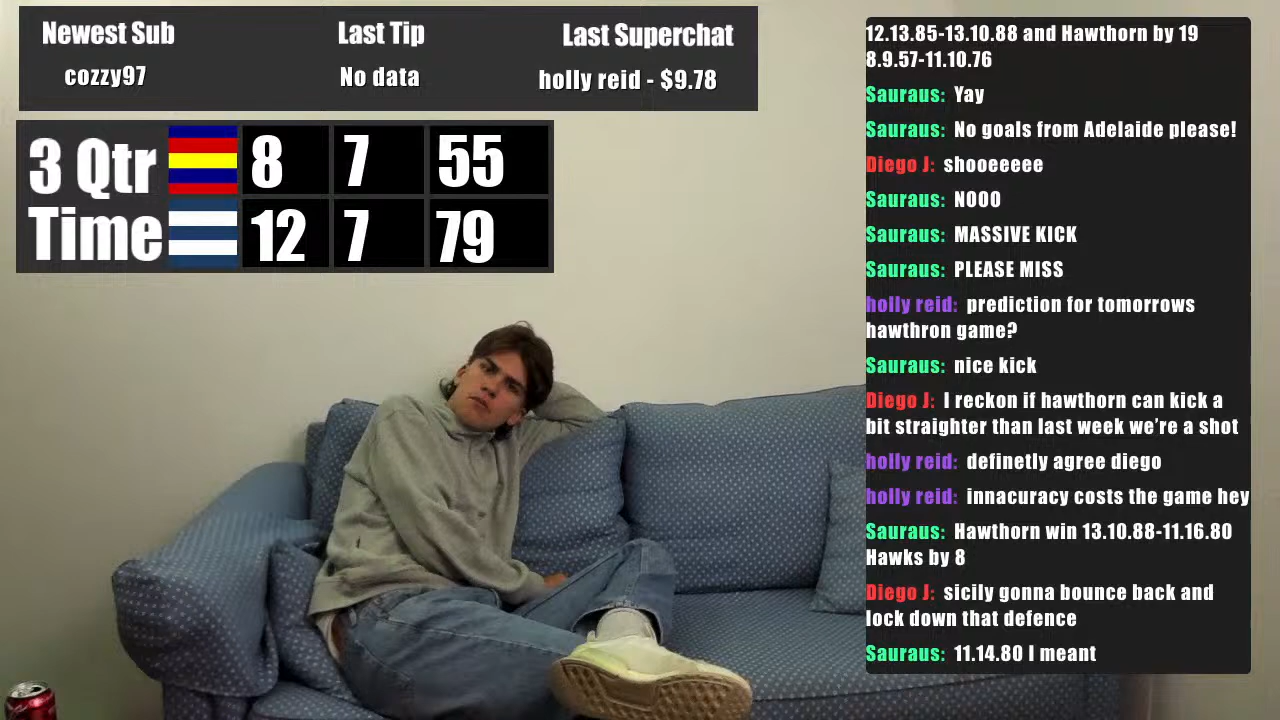 Newest Sub
Last Tip
Last Superchat
cozzy97
No data
holly reid - $9.78
3 Qtr
8 7 55
Time
12 7 79
12.13.85-13.10.88 and Hawthorn by 19
8.9.57-11.10.76
Sauraus: Yay
Sauraus: No goals from Adelaide please!
Diego J: shooeeeee
Sauraus: NOOO
Sauraus: MASSIVE KICK
Sauraus: PLEASE MISS
holly reid: prediction for tomorrows
hawthron game?
Sauraus: nice kick
Diego J: I reckon if hawthorn can kick a
bit straighter than last week we're a shot
holly reid: definetly agree diego
holly reid: innacuracy costs the game hey
Sauraus: Hawthorn win 13.10.88-11.16.80
Hawks by 8
Diego J: sicily gonna bounce back and
lock down that defence
Sauraus: 11.14.80 I meant